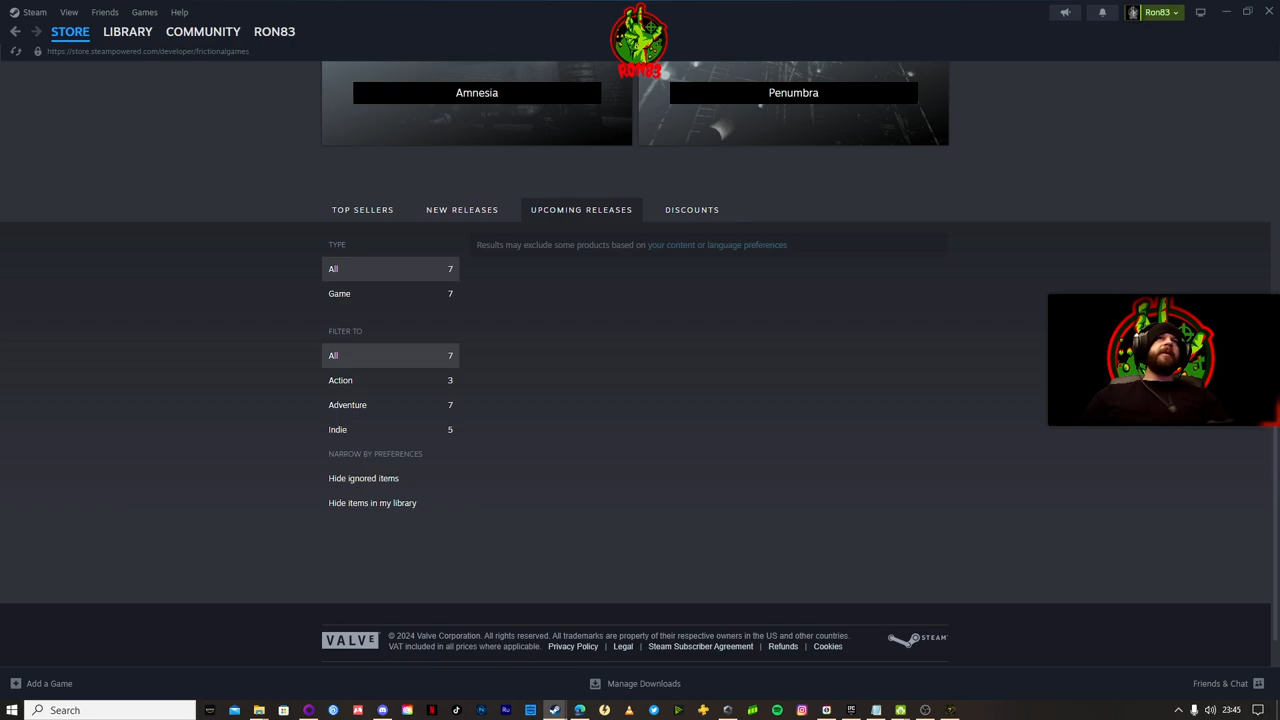 Steam View Friends Games Help
Ron83
STORE LIBRARY COMMUNITY RON83
https://store.steampowered.com/developer/frictionalgames
RON83
Amnesia Penumbra
TOP SELLERS NEW RELEASES UPCOMING RELEASES DISCOUNTS
TYPE
Results may exclude some products based on your content or language preferences
All 7
Game 7
FILTER TO
All 7
Action 3
Adventure 7
Indie 5
NARROW BY PREFERENCES
Hide ignored items
Hide items in my library
VALVE
© 2024 Valve Corporation. All rights reserved. All trademarks are property of their respective owners in the US and other countries.
VAT included in all prices where applicable. Privacy Policy | Legal | Steam Subscriber Agreement | Refunds | Cookies
STEAM
Add a Game Manage Downloads Friends & Chat
Search 23:45